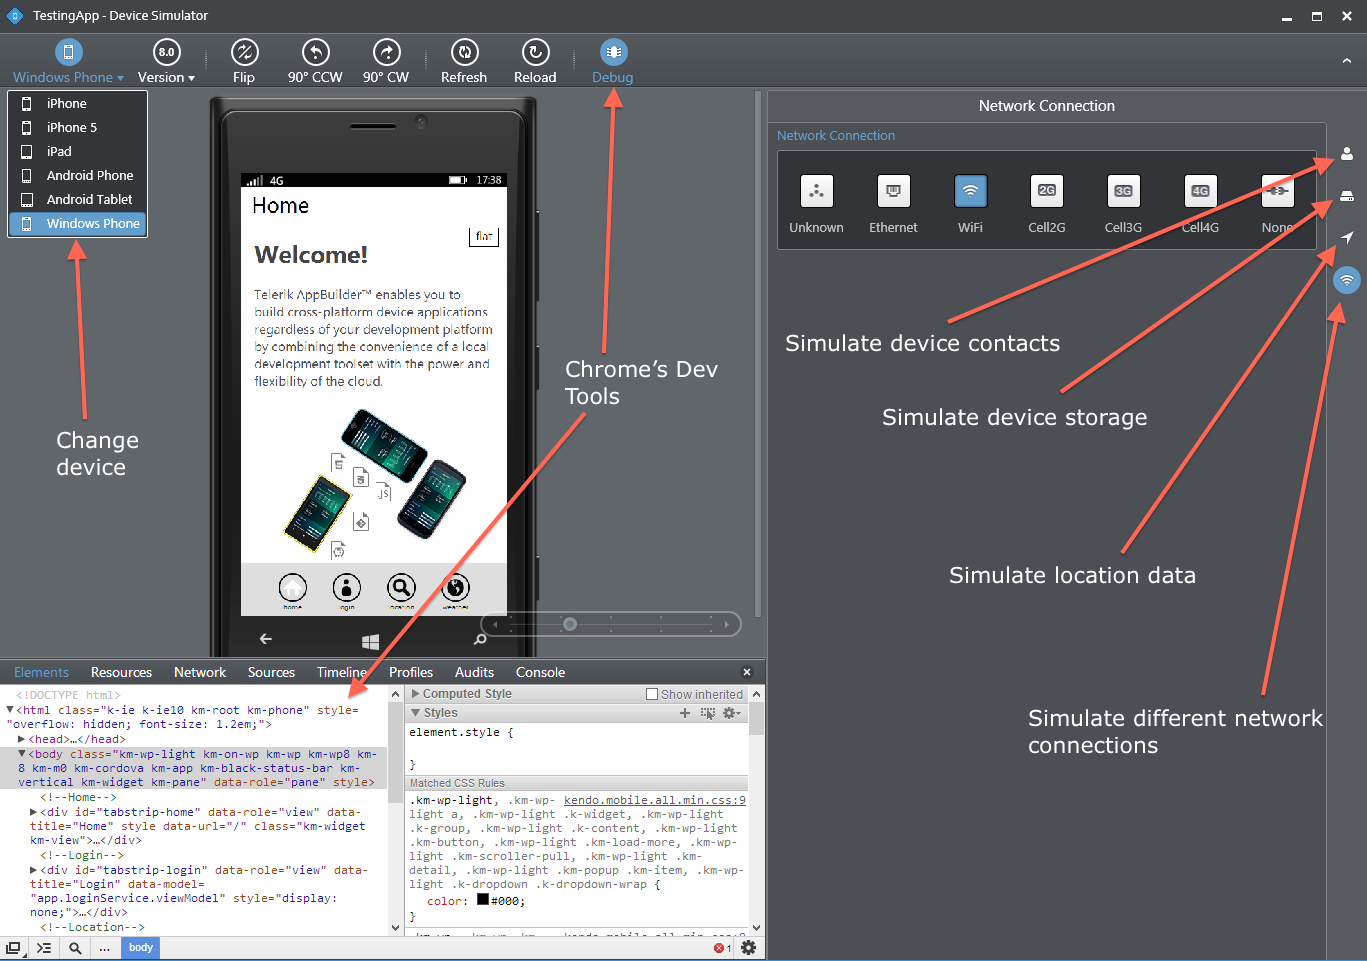 TestingApp - Device Simulator
Windows Phone
8.0
Version
Flip
90° CCW
90° CW
Refresh
Reload
Debug
iPhone
iPhone 5
iPad
Android Phone
Android Tablet
Windows Phone
Change
device
4G
17:38
Home
flat
Welcome!
Telerik AppBuilder™ enables you to
build cross-platform device applications
regardless of your development platform
by combining the convenience of a local
development toolset with the power and
flexibility of the cloud.
JS
home
login
location
weather
Chrome's Dev
Tools
Network Connection
Network Connection
2G
3G
4G
Unknown
Ethernet
WiFi
Cell2G
Cell3G
Cell4G
None
Simulate device contacts
Simulate device storage
Simulate location data
Simulate different network
connections
Elements
Resources
Network
Sources
Timeline
Profiles
Audits
Console
<!DOCTYPE html>
<html class="k-ie k-ie10 km-root km-phone" style=
"overflow: hidden; font-size: 1.2em;">
<head>…</head>
<body class="km-wp-light km-on-wp km-wp km-wp8 km-
8 km-m0 km-cordova km-app km-black-status-bar km-
vertical km-widget km-pane" data-role="pane" style>
<!--Home-->
<div id="tabstrip-home" data-role="view" data-
title="Home" style data-url="/" class="km-widget
km-view">…</div>
<!--Login-->
<div id="tabstrip-login" data-role="view" data-
title="Login" data-model=
"app.loginService.viewModel" style="display:
none;">…</div>
<!--Location-->
Computed Style
Show inherited
Styles
element.style {
}
Matched CSS Rules
.km-wp-light, .km-wp- kendo.mobile.all.min.css:9
light a, .km-wp-light .k-widget, .km-wp-light
.k-group, .km-wp-light .k-content, .km-wp-light
.km-button, .km-wp-light .km-load-more, .km-wp-
light .km-scroller-pull, .km-wp-light .km-
detail, .km-wp-light .km-popup .km-item, .km-wp-
light .k-dropdown .k-dropdown-wrap {
color: #000;
}
...
body
1